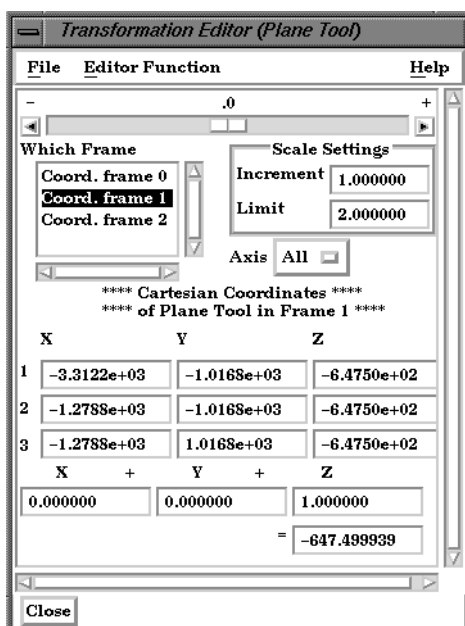 Transformation Editor (Plane Tool)
File Editor Function Help
- .0 +
Which Frame Scale Settings
Coord. frame 0
Coord. frame 1
Coord. frame 2
Increment 1.000000
Limit 2.000000
Axis All
**** Cartesian Coordinates ****
**** of Plane Tool in Frame 1 ****
X Y Z
1 -3.3122e+03 -1.0168e+03 -6.4750e+02
2 -1.2788e+03 -1.0168e+03 -6.4750e+02
3 -1.2788e+03 1.0168e+03 -6.4750e+02
X + Y + Z
0.000000 0.000000 1.000000
= -647.499939
Close